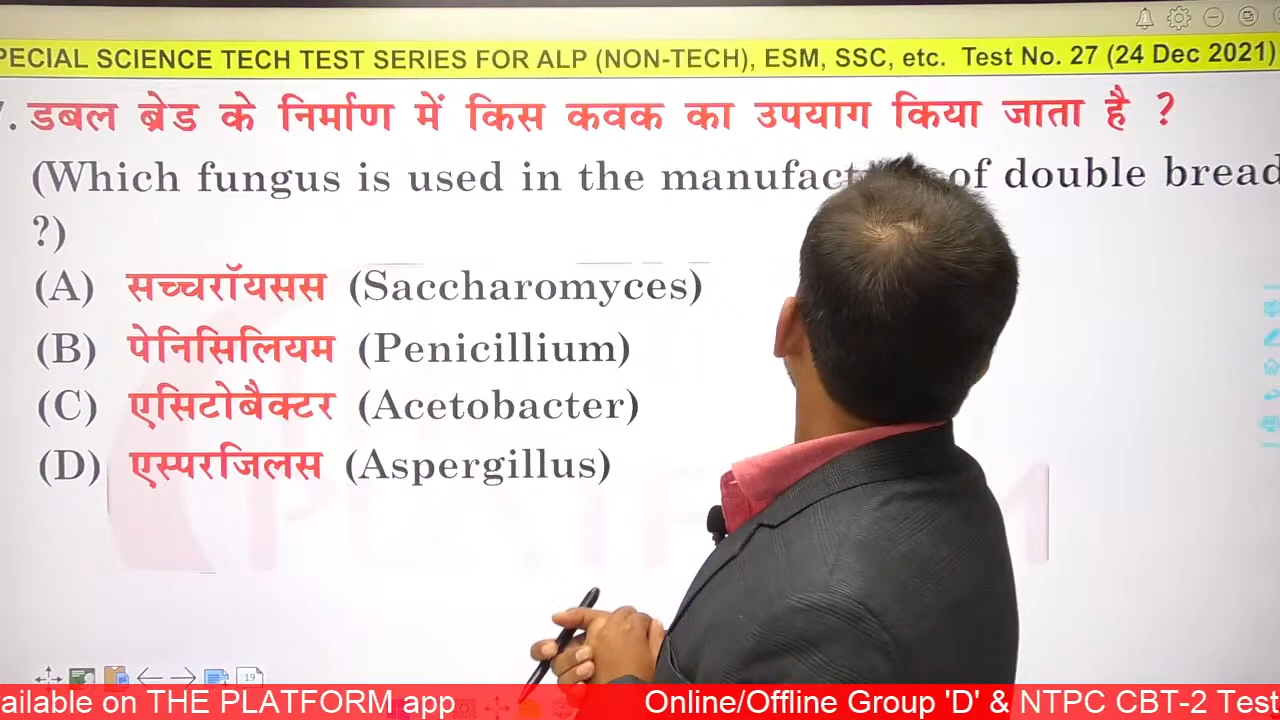 PECIAL SCIENCE TECH TEST SERIES FOR ALP (NON-TECH), ESM, SSC, etc. Test No. 27 (24 Dec 2021)
. डबल ब्रेड के निर्माण में किस कवक का उपयाग किया जाता है ?
(Which fungus is used in the of double bread
?)
(A) सच्चरॉयसस (Saccharomyces)
(B) पेनिसिलियम (Penicillium)
(C) एसिटोबैक्टर (Acetobacter)
(D) एस्परजिलस (Aspergillus)
19
ailable on THE PLATFORM app Online/Offline Group 'D' & NTPC CBT-2 Test